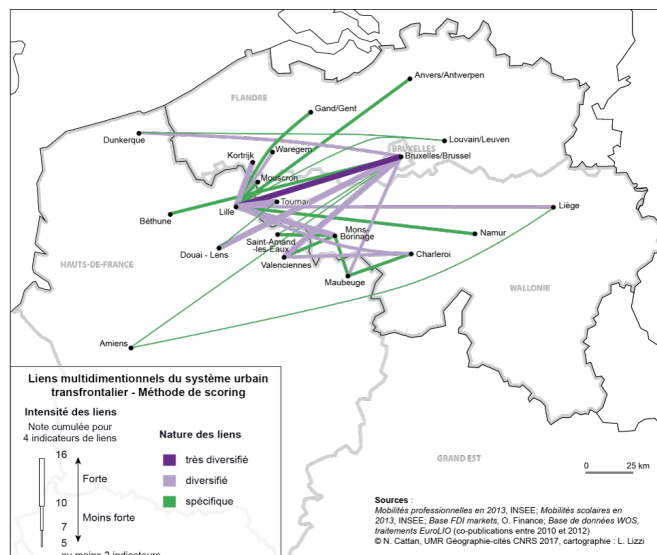 Anvers/Antwerpen
FLANDRE
Gand/Gent
Dunkerque
Louvain/Leuven
Waregem
BRUXELLES
Kortrijk
Bruxelles/Brussel
Mouscron
Tournai
Lille
Liège
Béthune
Mons-
Borinage
Namur
Saint-Amand
-les-Eaux
Douai - Lens
Valenciennes
Charleroi
HAUTS-DE-FRANCE
Maubeuge
WALLONIE
Amiens
Liens multidimentionnels du système urbain
transfrontalier - Méthode de scoring
Intensité des liens
Note cumulée pour
4 indicateurs de liens
16
Forte
10
Moins forte
7
5
au moins 2 indicateurs
Nature des liens
très diversifié
diversifié
spécifique
GRAND EST
0 25 km
Sources :
Mobilités professionnelles en 2013, INSEE; Mobilités scolaires en
2013, INSEE; Base FDI markets, O. Finance; Base de données WOS,
traitements EuroLIO (co-publications entre 2010 et 2012)
© N. Cattan, UMR Géographie-cités CNRS 2017, cartographie : L. Lizzi